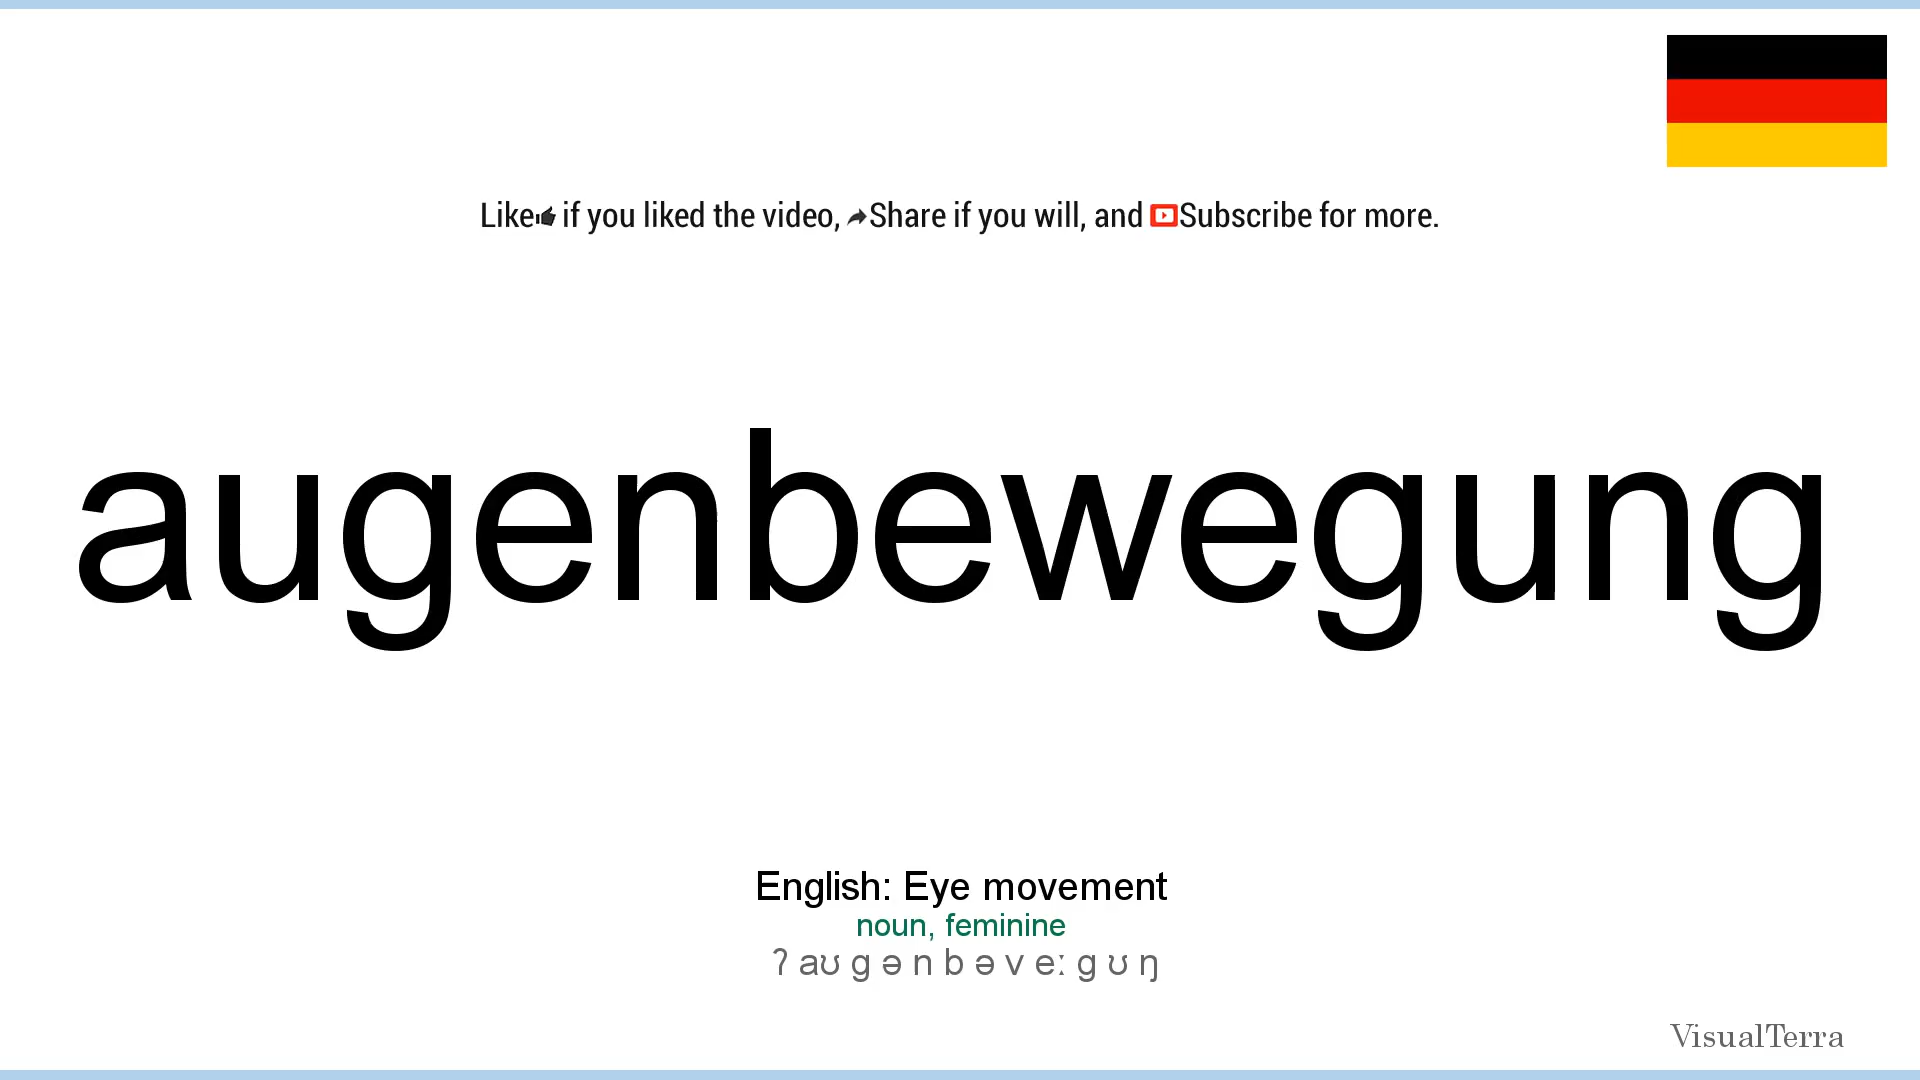 Like if you liked the video, Share if you will, and Subscribe for more.
augenbewegung
English: Eye movement
noun, feminine
ʔ aʊ g ə n b ə v eː g ʊ ŋ
VisualTerra